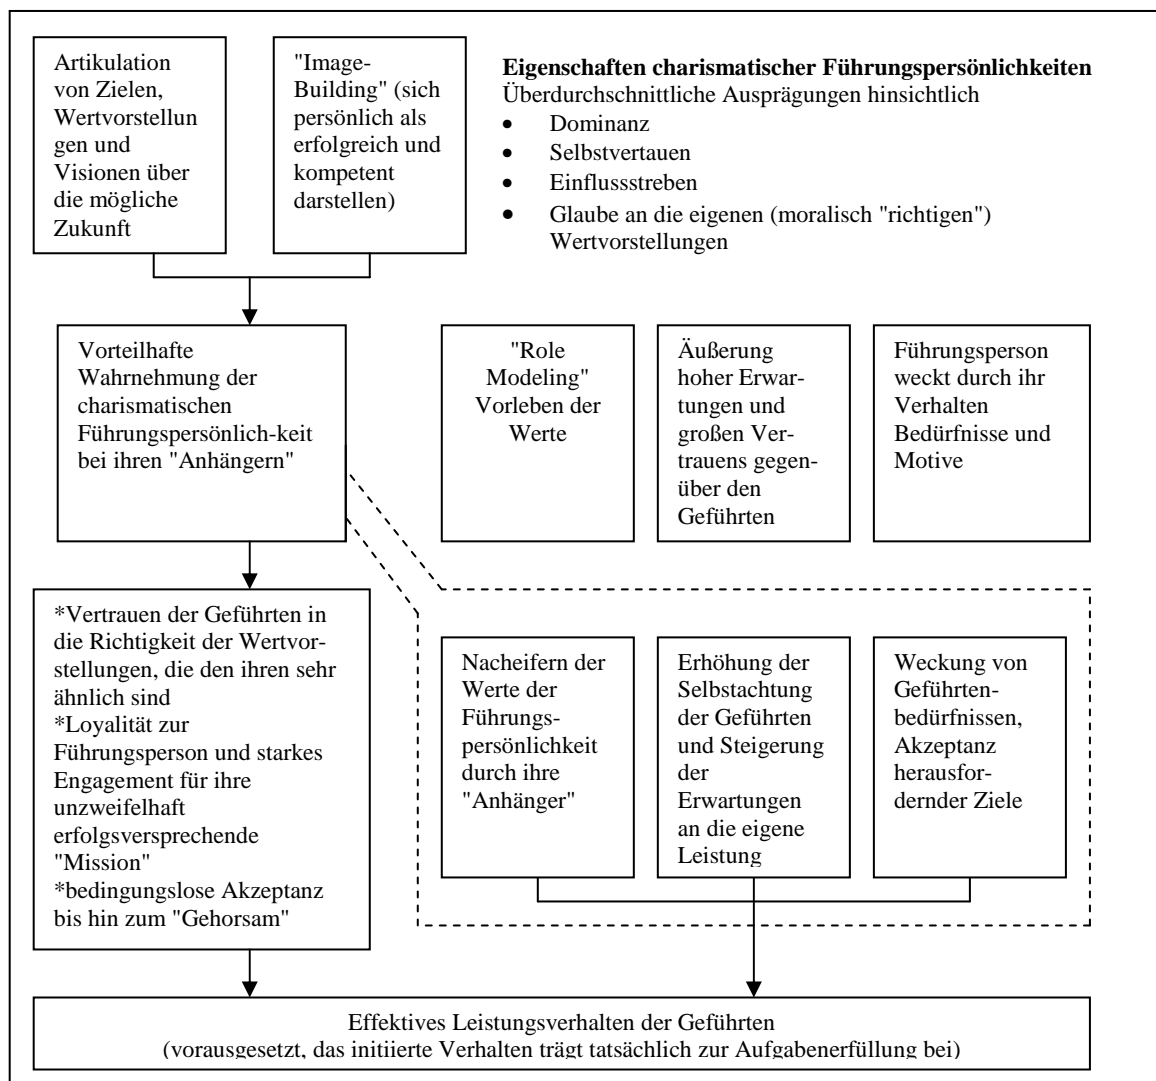 Artikulation
von Zielen,
Wertvorstellun
gen und
Visionen über
die mögliche
Zukunft
"Image-
Building" (sich
persönlich als
erfolgreich und
kompetent
darstellen)
Eigenschaften charismatischer Führungspersönlichkeiten
Überdurchschnittliche Ausprägungen hinsichtlich
• Dominanz
• Selbstvertauen
• Einflussstreben
• Glaube an die eigenen (moralisch "richtigen")
Wertvorstellungen
Vorteilhafte
Wahrnehmung der
charismatischen
Führungspersönlich-keit
bei ihren "Anhängern"
"Role
Modeling"
Vorleben der
Werte
Äußerung
hoher Erwar-
tungen und
großen Ver-
trauens gegen-
über den
Geführten
Führungsperson
weckt durch ihr
Verhalten
Bedürfnisse und
Motive
*Vertrauen der Geführten in
die Richtigkeit der Wertvor-
stellungen, die den ihren sehr
ähnlich sind
*Loyalität zur
Führungsperson und starkes
Engagement für ihre
unzweifelhaft
erfolgsversprechende
"Mission"
*bedingungslose Akzeptanz
bis hin zum "Gehorsam"
Nacheifern der
Werte der
Führungs-
persönlichkeit
durch ihre
"Anhänger"
Erhöhung der
Selbstachtung
der Geführten
und Steigerung
der
Erwartungen
an die eigene
Leistung
Weckung von
Geführten-
bedürfnissen,
Akzeptanz
herausfor-
dernder Ziele
Effektives Leistungsverhalten der Geführten
(vorausgesetzt, das initiierte Verhalten trägt tatsächlich zur Aufgabenerfüllung bei)